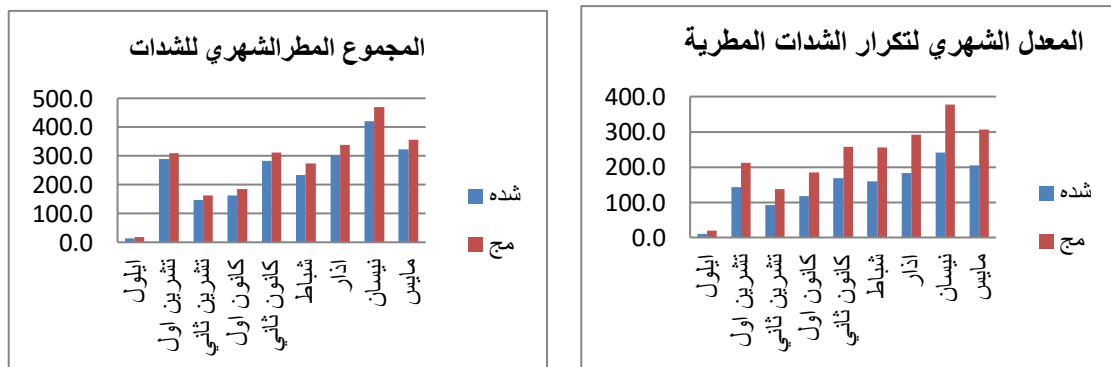 المجموع المطرالشهري للشدات
500.0
400.0
300.0
200.0
100.0
0.0
ايلول
تشرين اول
تشرين ثاني
كانون اول
كانون ثاني
شباط
اذار
نيسان
مايس
شده
مج
المعدل الشهري لتكرار الشدات المطرية
400.0
300.0
200.0
100.0
0.0
ايلول
تشرين اول
تشرين ثاني
كانون اول
كانون ثاني
شباط
اذار
نيسان
مايس
شده
مج